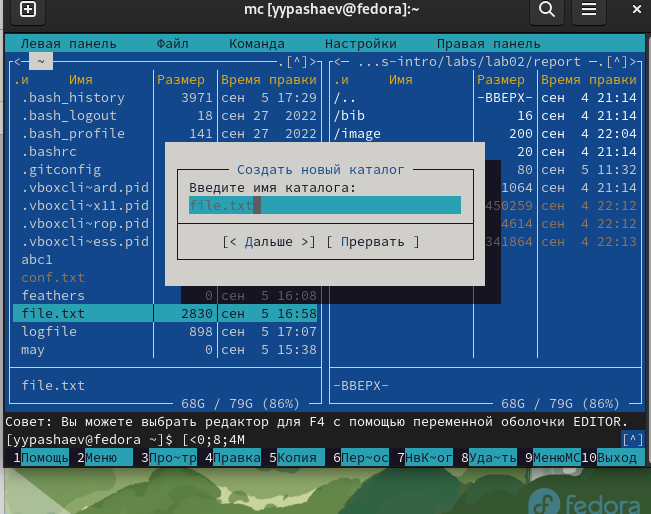 mc [yypashaev@fedora]:~
Левая панель Файл Команда Настройки Правая панель
<─ ~ .[^]> <─ ...s-intro/labs/lab02/report ─.[^]>
.и Имя Размер Время правки .и Имя Размер Время правки
.bash_history 3971 сен 5 17:29 /.. -ВВЕРХ- сен 4 21:14
.bash_logout 18 сен 27 2022 /bib 16 сен 4 21:14
.bash_profile 141 сен 27 2022 /image 200 сен 4 22:04
.bashrc 20 сен 4 21:14
.gitconfig Создать новый каталог 80 сен 5 11:32
.vboxcli~ard.pid Введите имя каталога: 1064 сен 4 21:14
.vboxcli~x11.pid file.txt 450259 сен 4 22:12
.vboxcli~rop.pid 4614 сен 4 22:12
.vboxcli~ess.pid [< Дальше >] [ Прервать ] 341864 сен 4 22:13
abc1
conf.txt
feathers 0 сен 5 16:08
file.txt 2830 сен 5 16:58
logfile 898 сен 5 17:07
may 0 сен 5 15:38
file.txt -ВВЕРХ-
68G / 79G (86%) 68G / 79G (86%)
Совет: Вы можете выбрать редактор для F4 с помощью переменной оболочки EDITOR.
[yypashaev@fedora ~]$ [<0;8;4M [^]
1Помощь 2Меню 3Про~тр 4Правка 5Копия 6Пер~ос 7НвК~ог 8Уда~ть 9МенюMC 10Выход
fedora